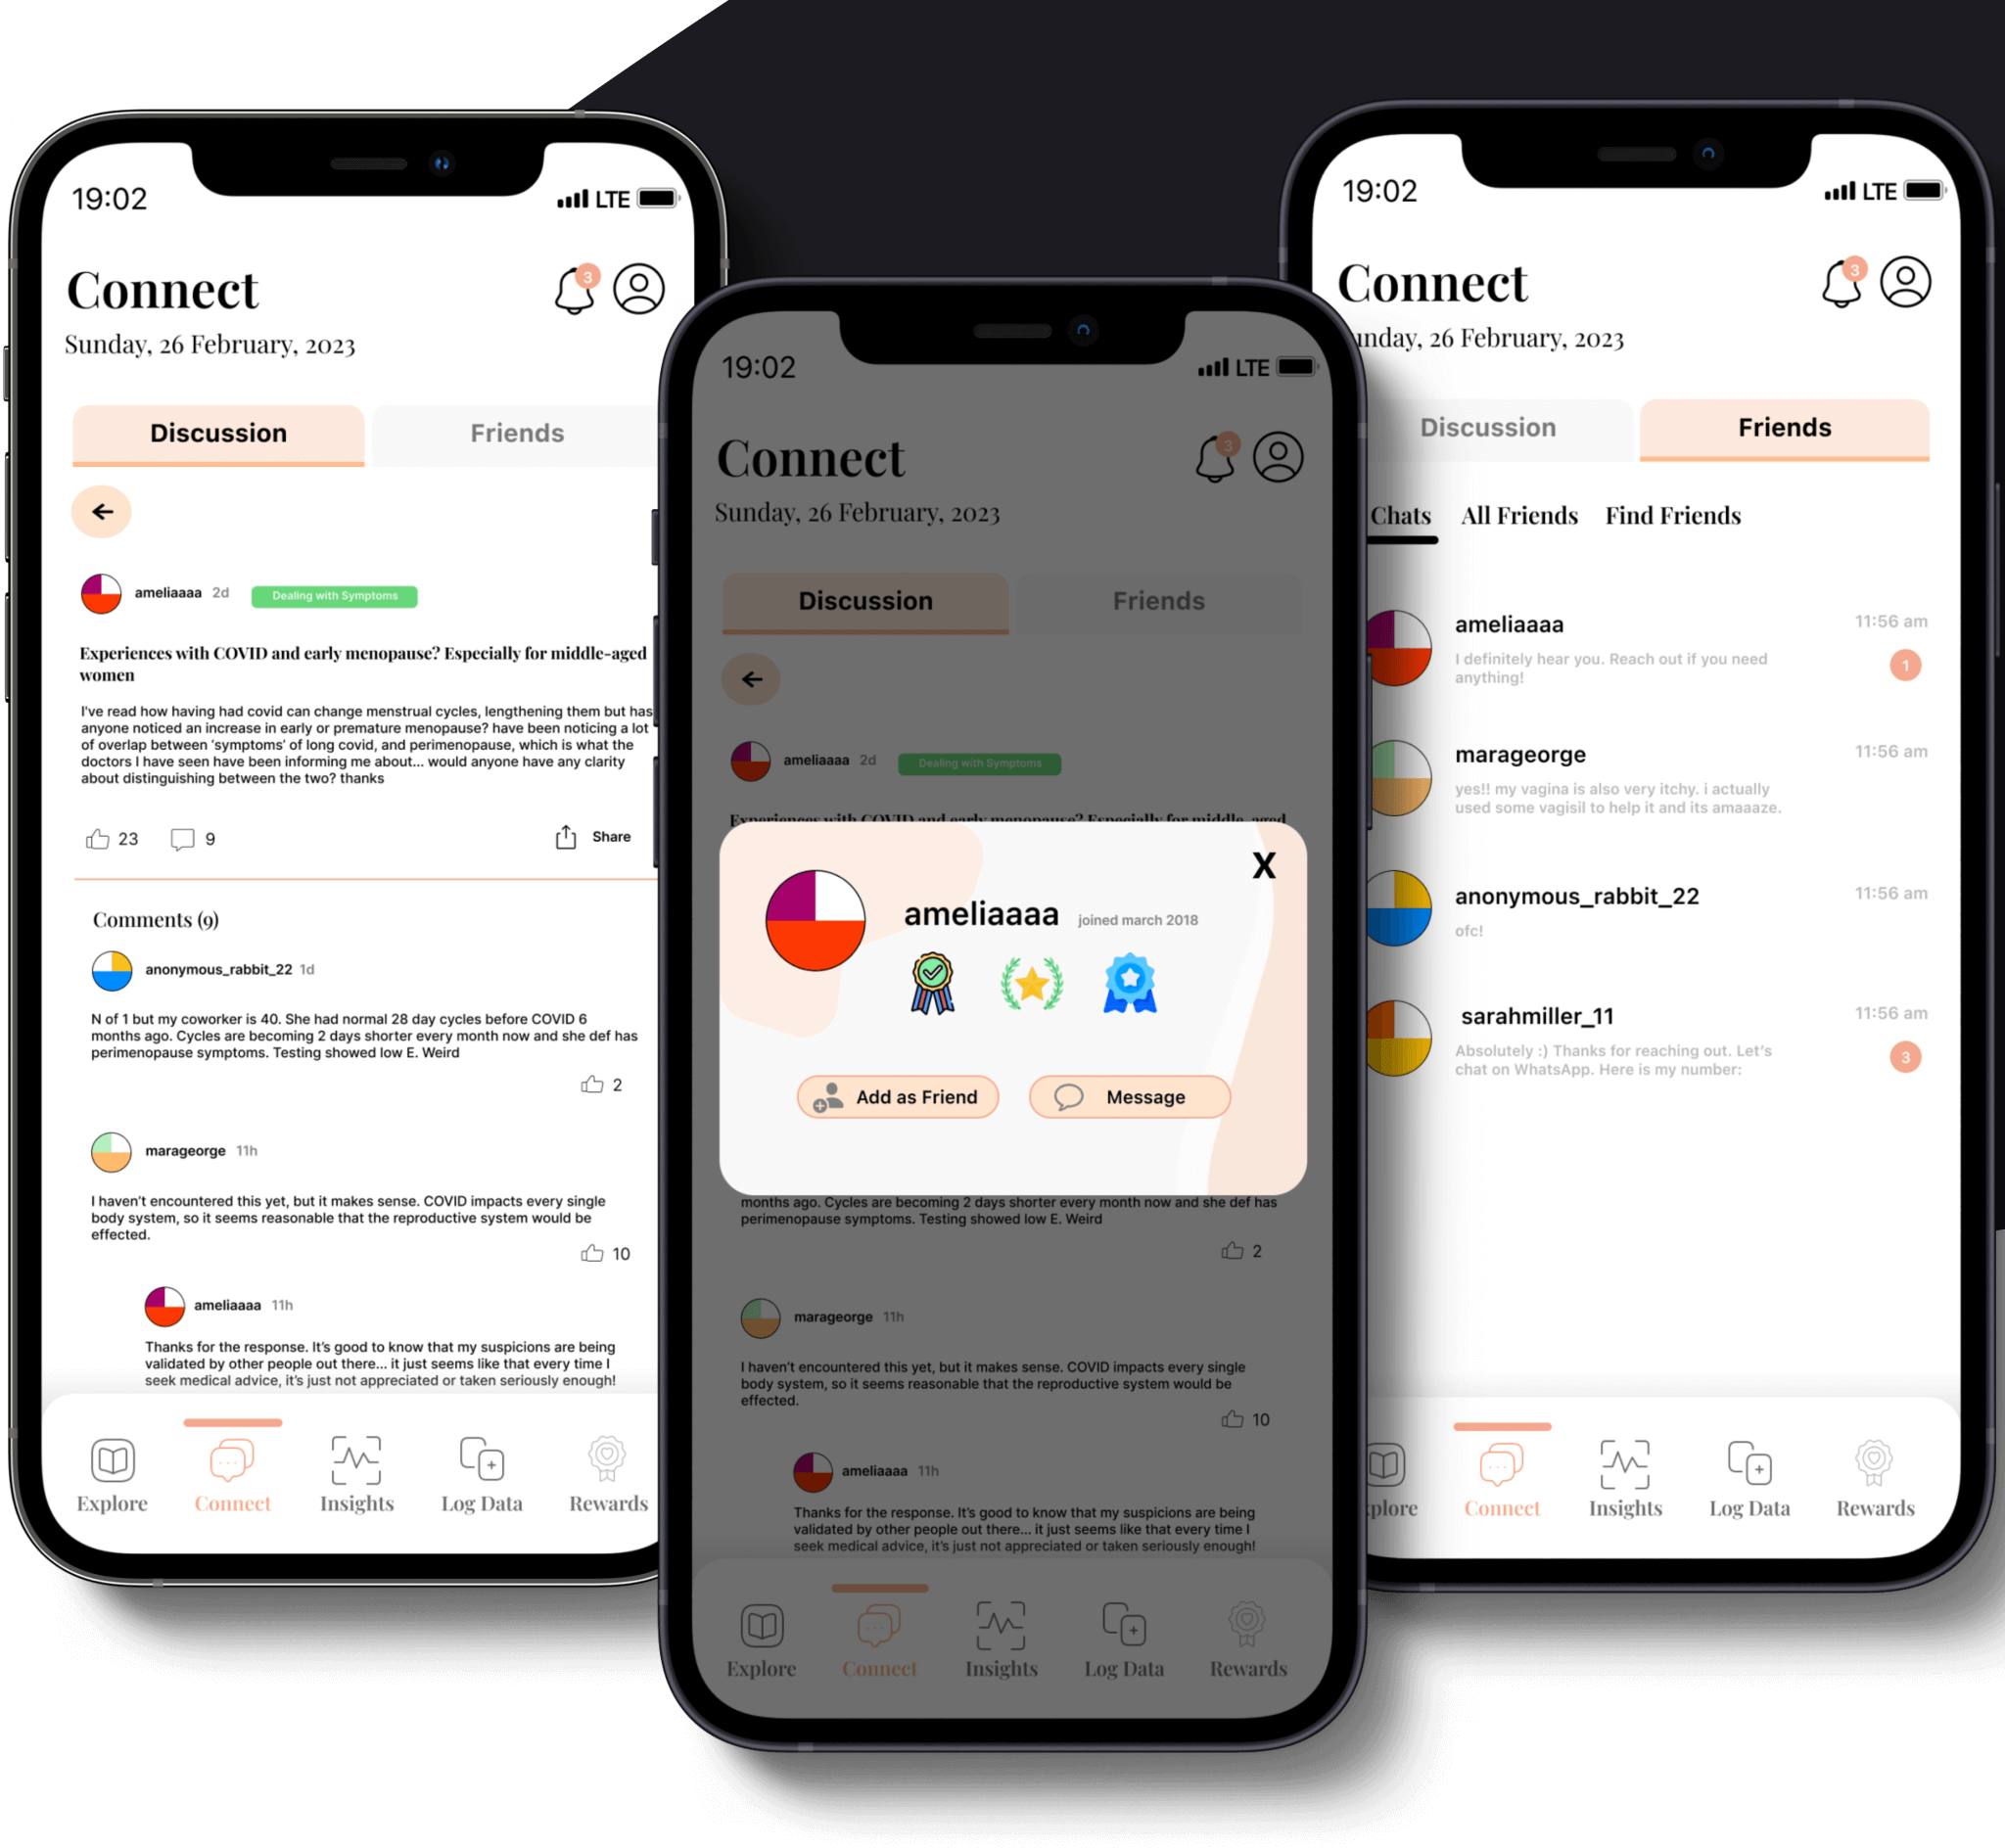 19:02
LTE
Connect
3
Sunday, 26 February, 2023
Discussion
Friends
ameliaaaa 2d
Dealing with Symptoms
Experiences with COVID and early menopause? Especially for middle-aged
women
I've read how having had covid can change menstrual cycles, lengthening them but has
anyone noticed an increase in early or premature menopause? have been noticing a lot
of overlap between 'symptoms' of long covid, and perimenopause, which is what the
doctors I have seen have been informing me about... would anyone have any clarity
about distinguishing between the two? thanks
23
9
Share
Comments (9)
anonymous_rabbit_22 1d
N of 1 but my coworker is 40. She had normal 28 day cycles before COVID 6
months ago. Cycles are becoming 2 days shorter every month now and she def has
perimenopause symptoms. Testing showed low E. Weird
2
marageorge 11h
I haven't encountered this yet, but it makes sense. COVID impacts every single
body system, so it seems reasonable that the reproductive system would be
effected.
10
ameliaaaa 11h
Thanks for the response. It's good to know that my suspicions are being
validated by other people out there... it just seems like that every time I
seek medical advice, it's just not appreciated or taken seriously enough!
Explore
Connect
Insights
Log Data
Rewards
19:02
LTE
Connect
3
Sunday, 26 February, 2023
Discussion
Friends
ameliaaaa 2d
Dealing with Symptoms
Experiences with COVID and early menopause? Especially for middle-aged
X
ameliaaaa
joined march 2018
Add as Friend
Message
months ago. Cycles are becoming 2 days shorter every month now and she def has
perimenopause symptoms. Testing showed low E. Weird
2
marageorge 11h
I haven't encountered this yet, but it makes sense. COVID impacts every single
body system, so it seems reasonable that the reproductive system would be
effected.
10
ameliaaaa 11h
Thanks for the response. It's good to know that my suspicions are being
validated by other people out there... it just seems like that every time I
seek medical advice, it's just not appreciated or taken seriously enough!
Explore
Connect
Insights
Log Data
Rewards
19:02
LTE
Connect
3
unday, 26 February, 2023
Discussion
Friends
Chats
All Friends
Find Friends
ameliaaaa
11:56 am
I definitely hear you. Reach out if you need
anything!
1
marageorge
11:56 am
yes!! my vagina is also very itchy. i actually
used some vagisil to help it and its amaaaze.
anonymous_rabbit_22
11:56 am
ofc!
sarahmiller_11
11:56 am
Absolutely :) Thanks for reaching out. Let's
chat on WhatsApp. Here is my number:
3
xplore
Connect
Insights
Log Data
Rewards